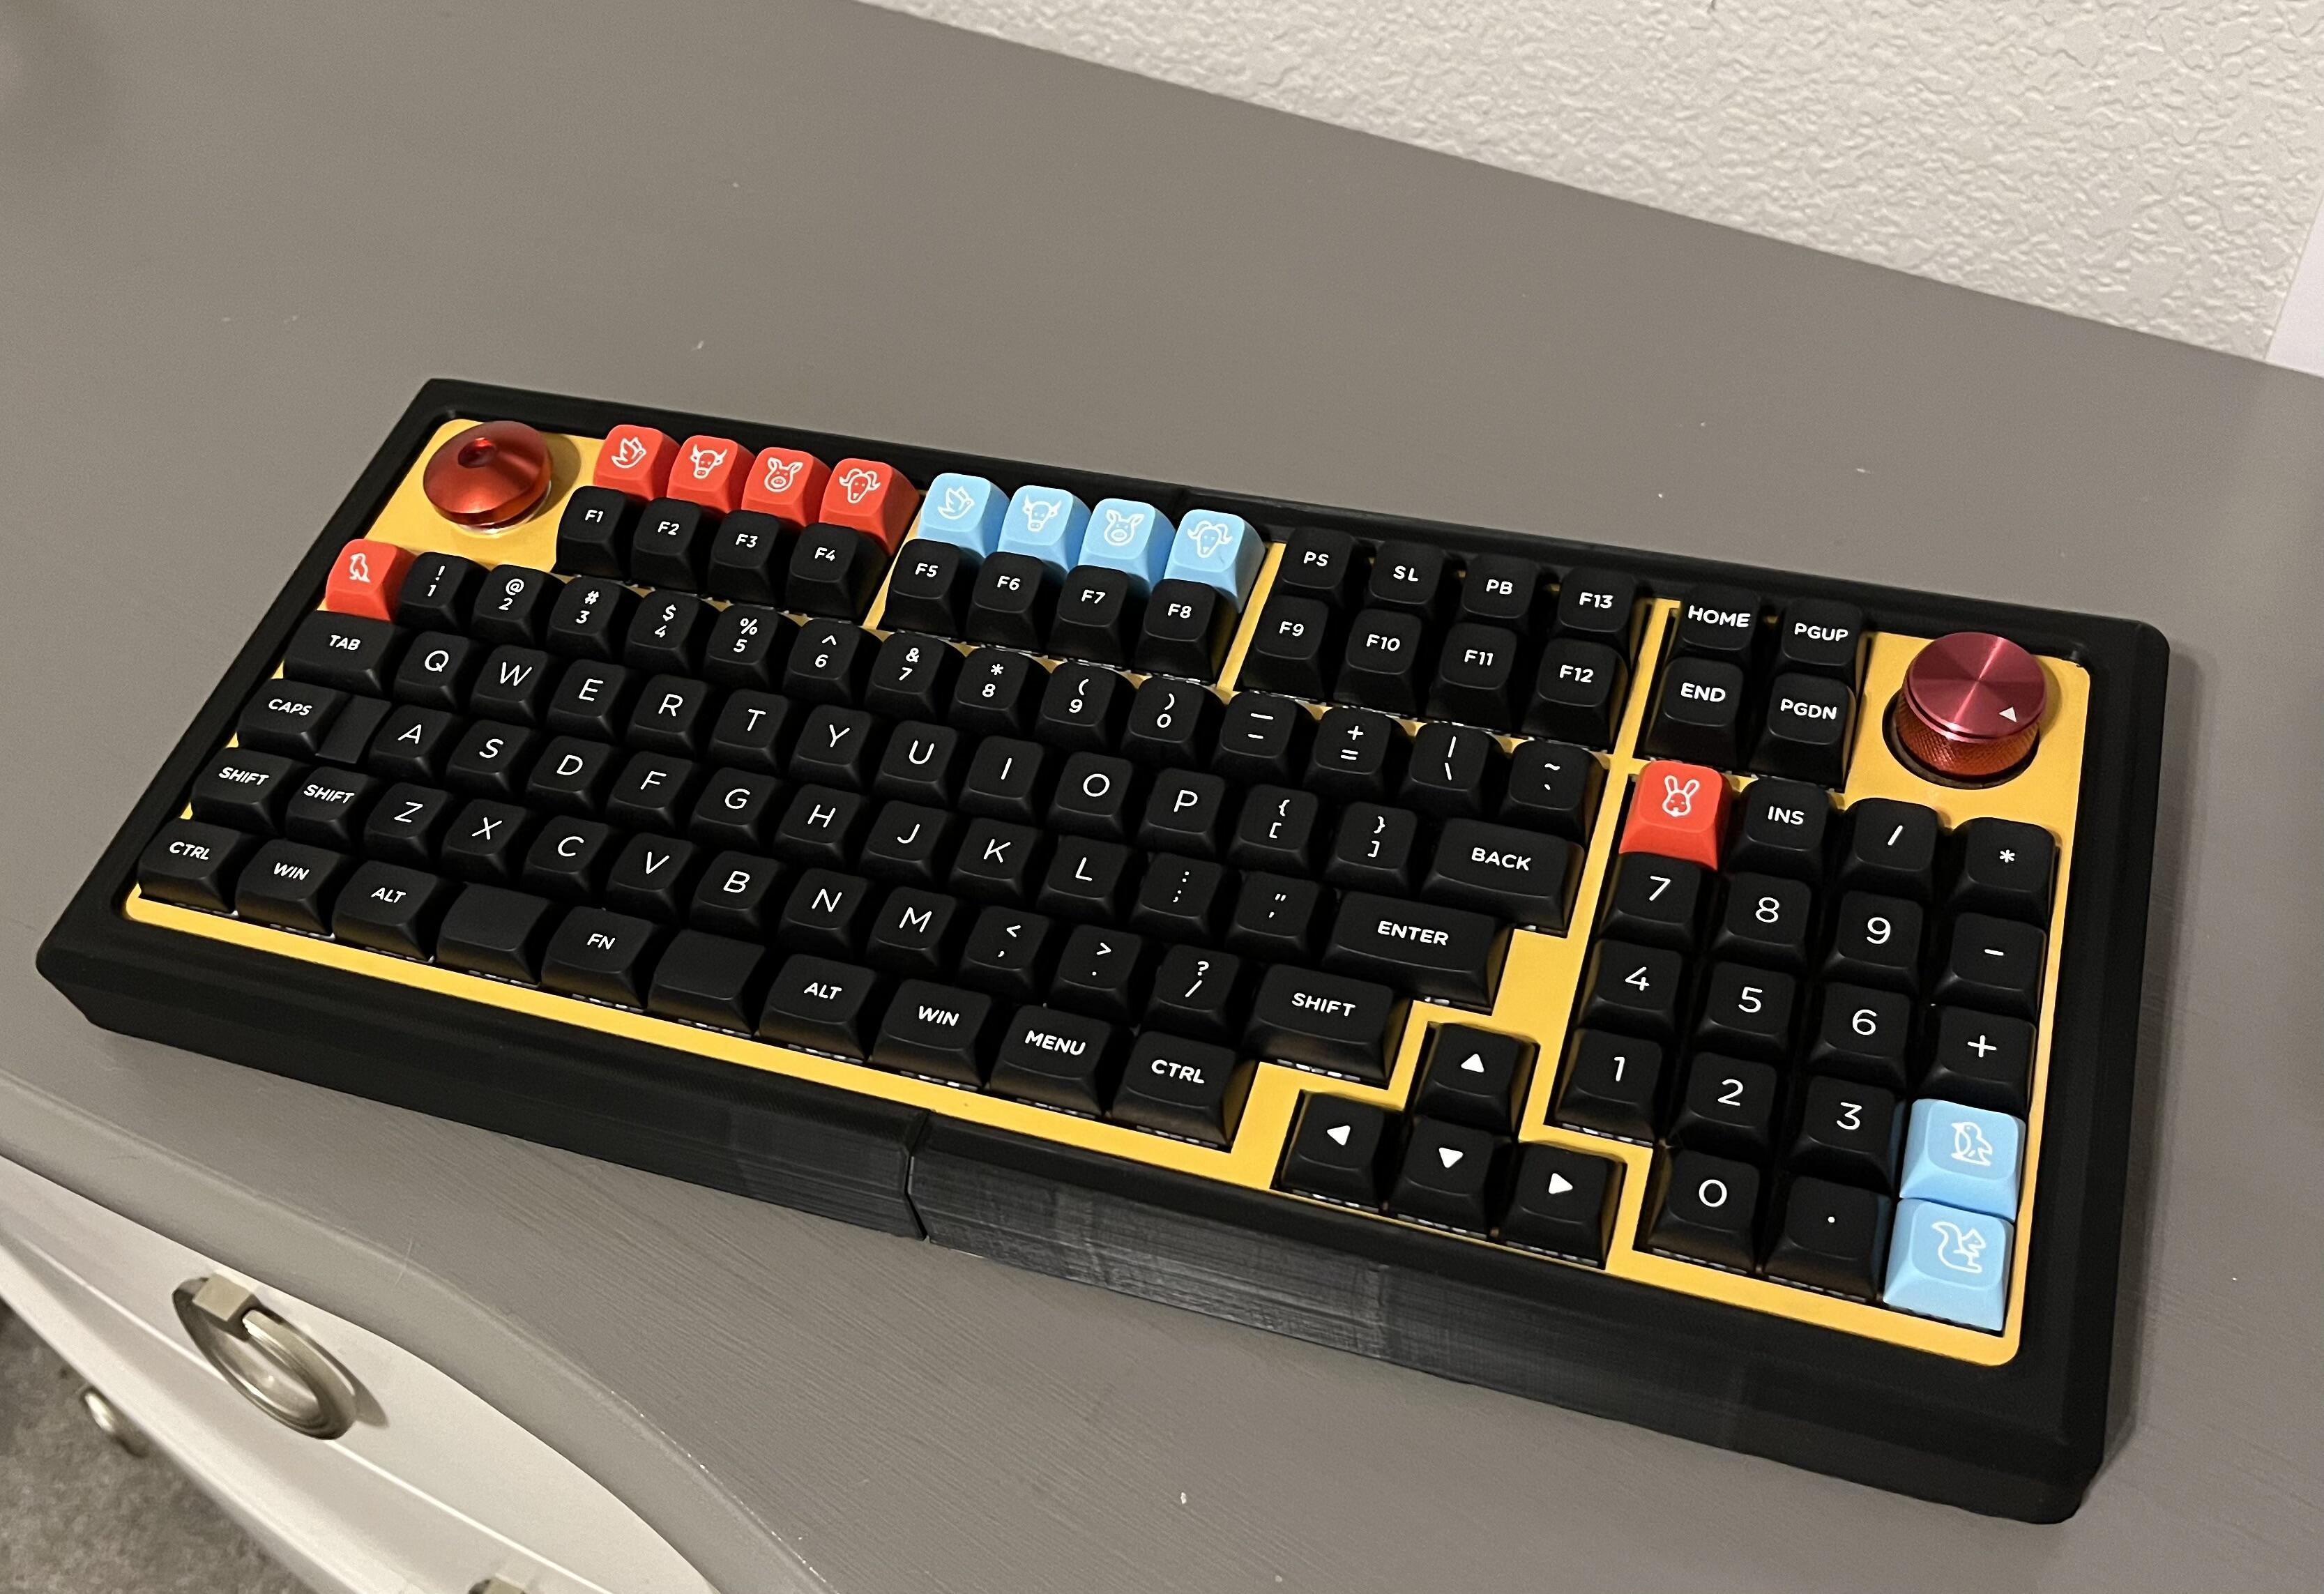 PS SL PB F13 HOME PGUP
F1 F2 F3 F4 F5 F6 F7 F8 F9 F10 F11 F12 END PGDN
! @ # $ % ^ & * ( ) — + | ~
1 2 3 4 5 6 7 8 9 0 – = \ ` INS / *
TAB Q W E R T Y U I O P { } BACK 7 8 9 -
[ ]
CAPS A S D F G H J K L : " ENTER 4 5 6 +
; '
SHIFT SHIFT Z X C V B N M < > ? SHIFT ▲ 1 2 3
, . /
CTRL WIN ALT FN ALT WIN MENU CTRL ◀ ▼ ▶ 0 .